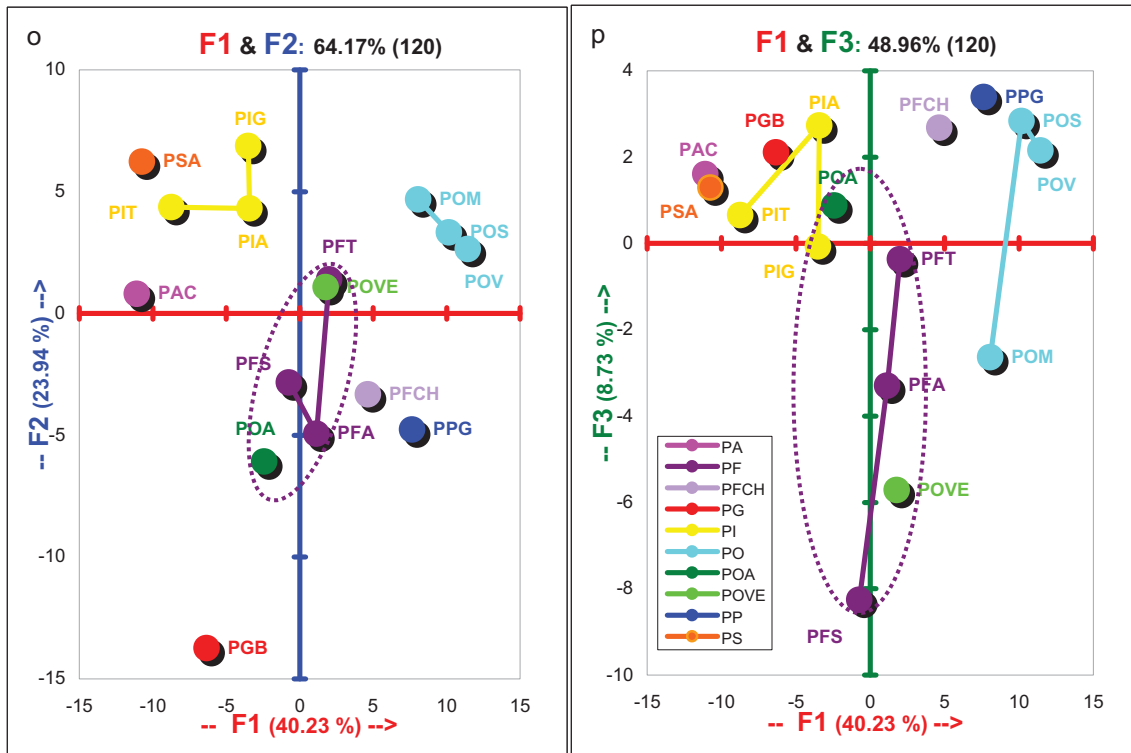 o
F1 & F2: 64.17% (120)
10
5
0
-5
-10
-15
-15
-10
-5
0
5
10
15
-- F2 (23.94 %) -->
-- F1 (40.23 %) -->
PIG
PSA
PIT
PIA
PAC
POM
POS
POV
PFT
POVE
PFS
PFCH
POA
PFA
PPG
PGB
p
F1 & F3: 48.96% (120)
4
2
0
-2
-4
-6
-8
-10
-15
-10
-5
0
5
10
15
-- F3 (8.73 %) -->
-- F1 (40.23 %) -->
PIA
PFCH
PPG
PGB
POS
PAC
POV
POA
PSA
PIT
PIG
PFT
POM
PFA
POVE
PFS
PA
PF
PFCH
PG
PI
PO
POA
POVE
PP
PS